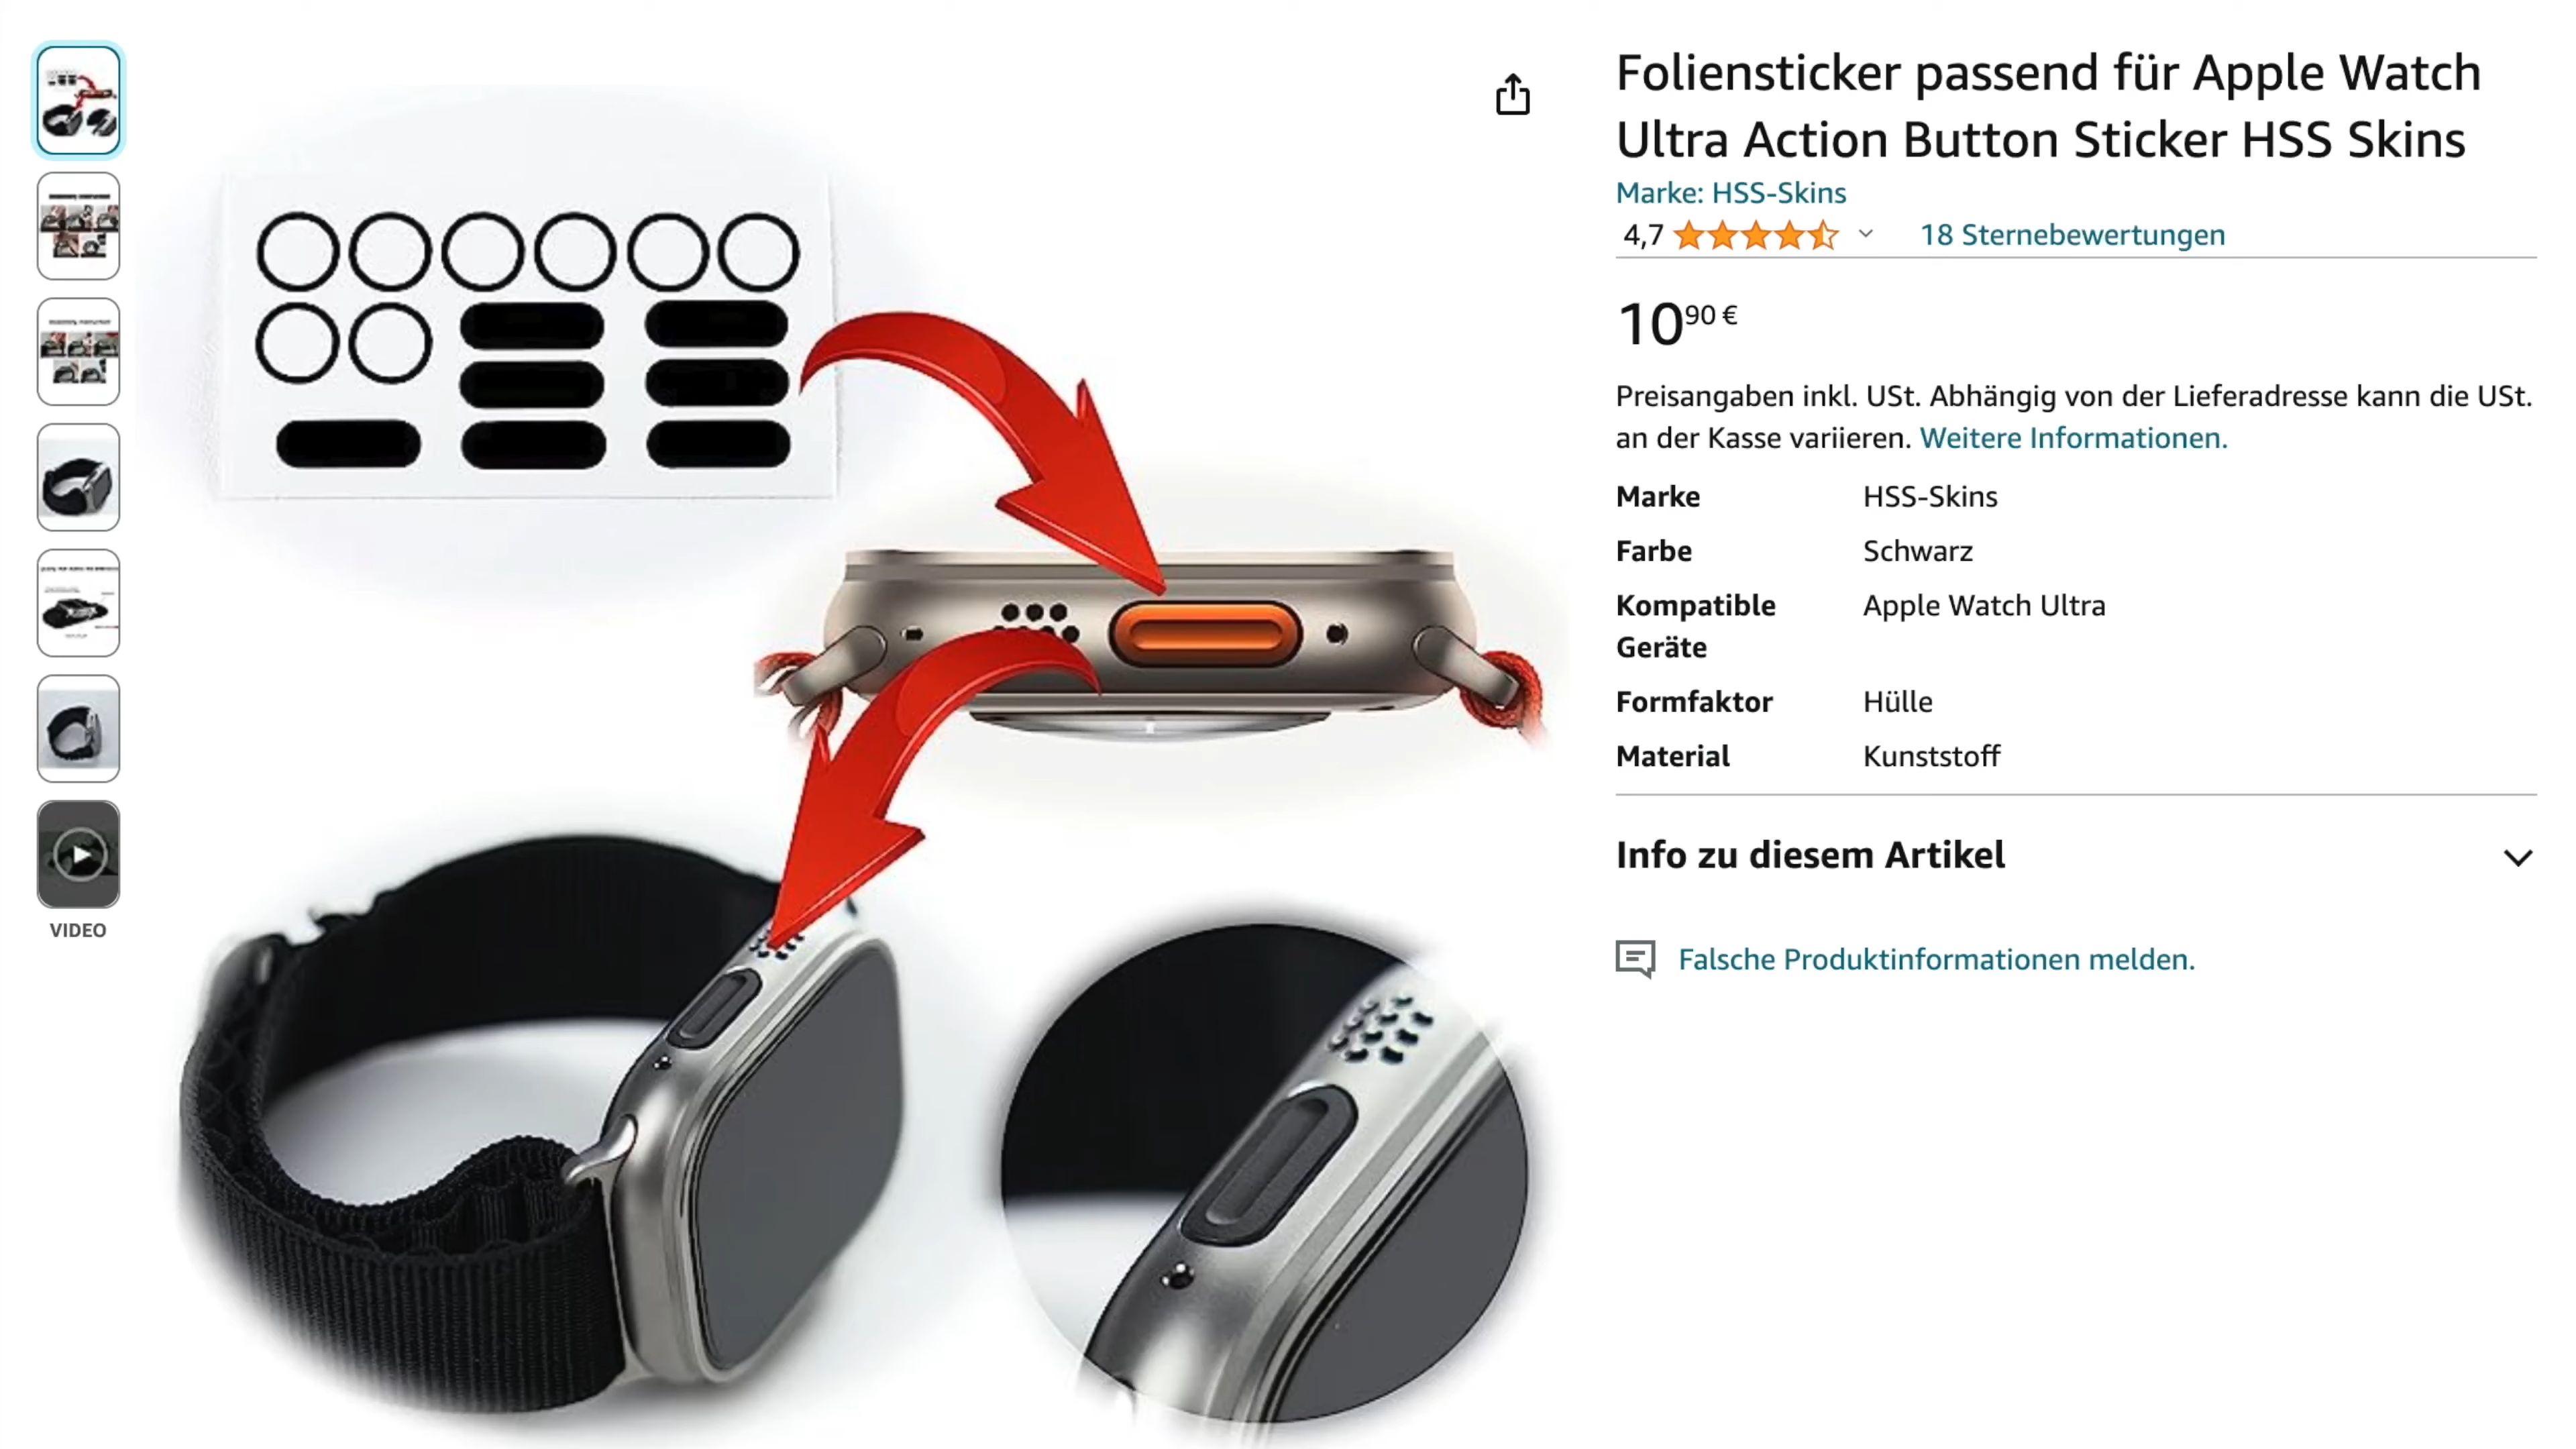 Foliensticker passend für Apple Watch
Ultra Action Button Sticker HSS Skins
Marke: HSS-Skins
4,7 18 Sternebewertungen
10⁹⁰ €
Preisangaben inkl. USt. Abhängig von der Lieferadresse kann die USt.
an der Kasse variieren. Weitere Informationen.
Marke HSS-Skins
Farbe Schwarz
Kompatible Geräte Apple Watch Ultra
Formfaktor Hülle
Material Kunststoff
Info zu diesem Artikel
Falsche Produktinformationen melden.
VIDEO